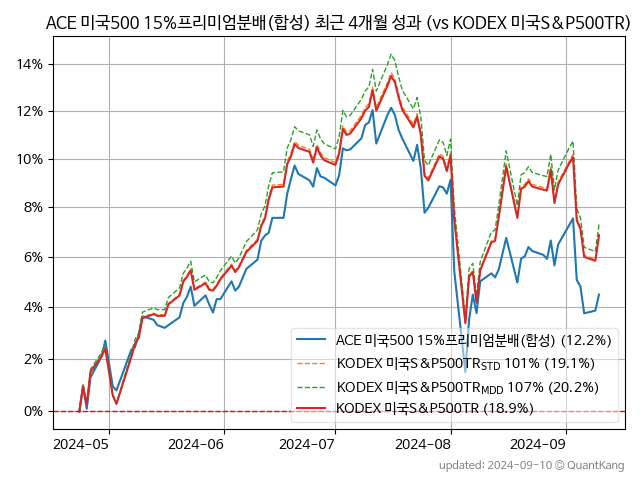 ACE 미국500 15%프리미엄분배(합성) 최근 4개월 성과 (vs KODEX 미국S&P500TR)
14%
12%
10%
8%
6%
4%
2%
0%
ACE 미국500 15%프리미엄분배(합성) (12.2%)
KODEX 미국S&P500TR_STD 101% (19.1%)
KODEX 미국S&P500TR_MDD 107% (20.2%)
KODEX 미국S&P500TR (18.9%)
2024-05 2024-06 2024-07 2024-08 2024-09
updated: 2024-09-10 © QuantKang